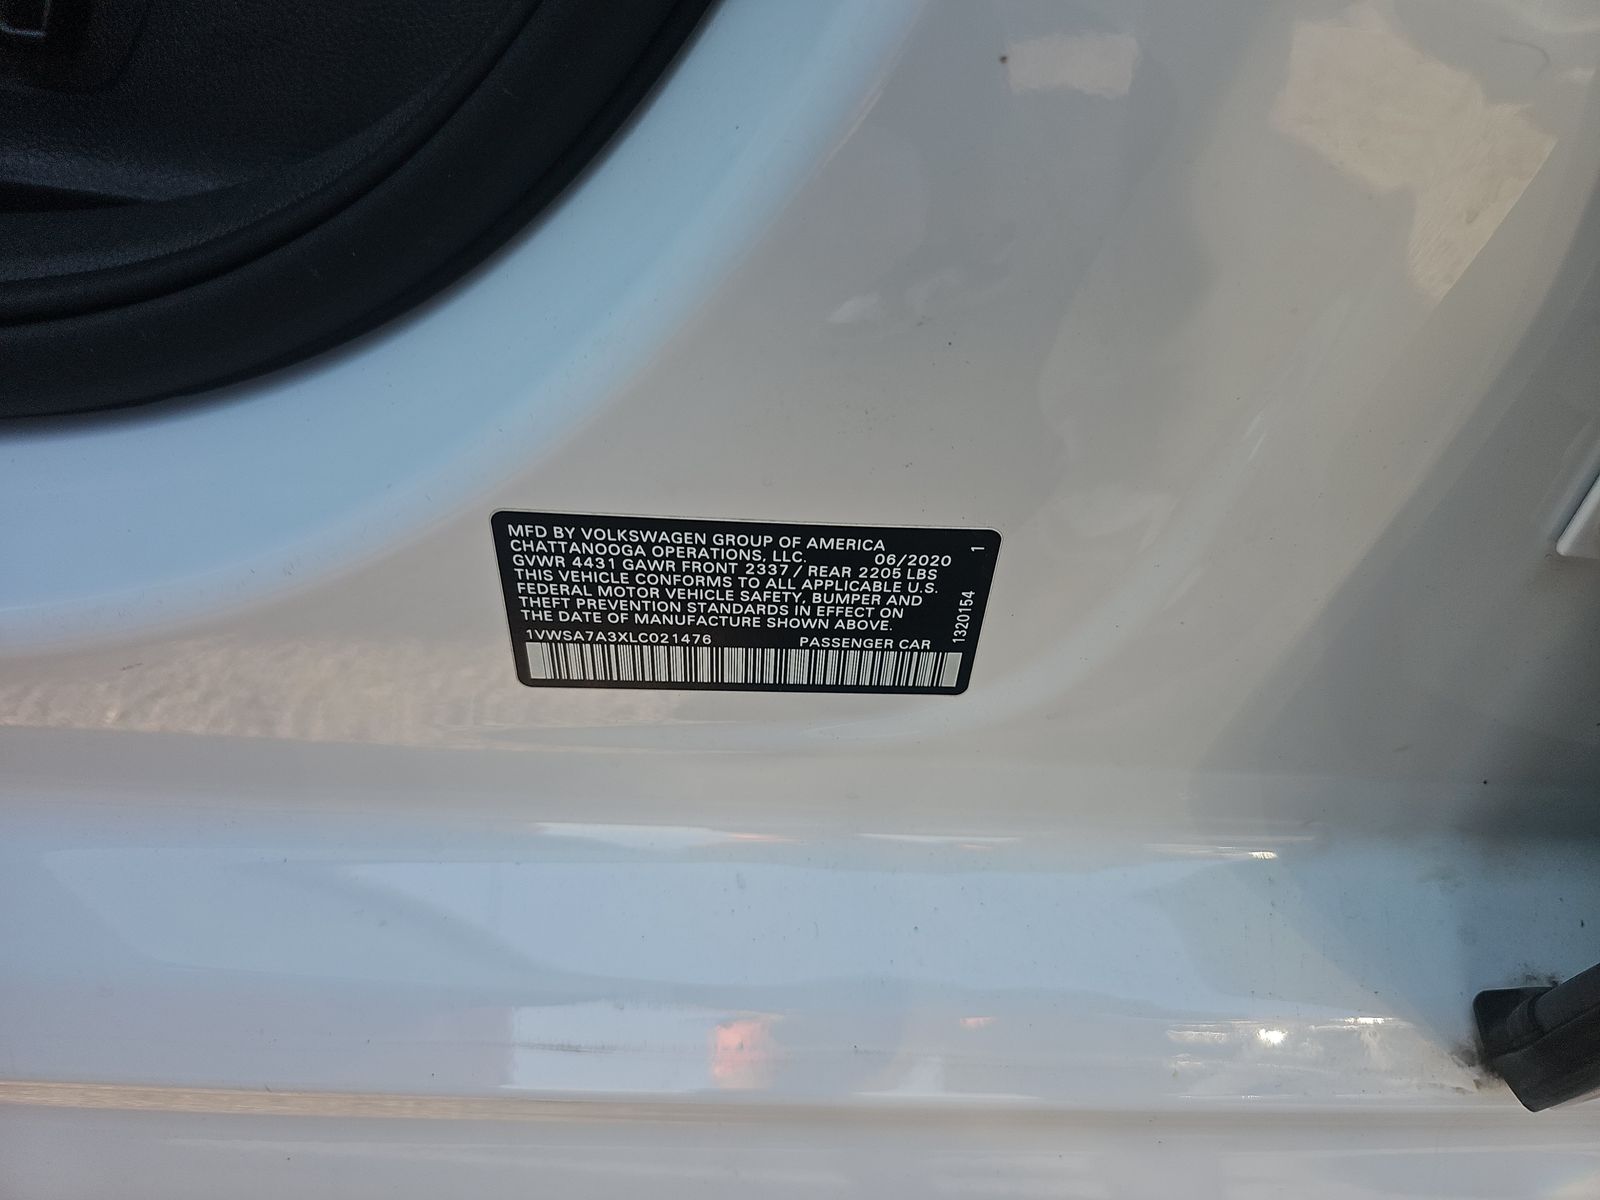 MFD BY VOLKSWAGEN GROUP OF AMERICA
CHATTANOOGA OPERATIONS, LLC. 06/2020 1
GVWR 4431 GAWR FRONT 2337 / REAR 2205 LBS
THIS VEHICLE CONFORMS TO ALL APPLICABLE U.S.
FEDERAL MOTOR VEHICLE SAFETY, BUMPER AND
THEFT PREVENTION STANDARDS IN EFFECT ON
THE DATE OF MANUFACTURE SHOWN ABOVE.
1VWSA7A3XLC021476 PASSENGER CAR
1320154